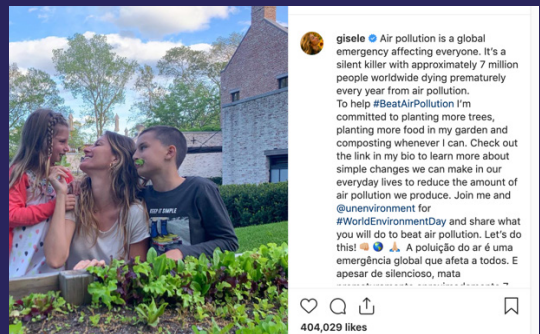 KEEP IT SIMPLE
gisele Air pollution is a global
emergency affecting everyone. It's a
silent killer with approximately 7 million
people worldwide dying prematurely
every year from air pollution.
To help #BeatAirPollution I'm
committed to planting more trees,
planting more food in my garden and
composting whenever I can. Check out
the link in my bio to learn more about
simple changes we can make in our
everyday lives to reduce the amount of
air pollution we produce. Join me and
@unenvironment for
#WorldEnvironmentDay and share what
you will do to beat air pollution. Let's do
this! 👊🏼 🌎 🙏🏼 A poluição do ar é uma
emergência global que afeta a todos. E
apesar de silencioso, mata
404,029 likes